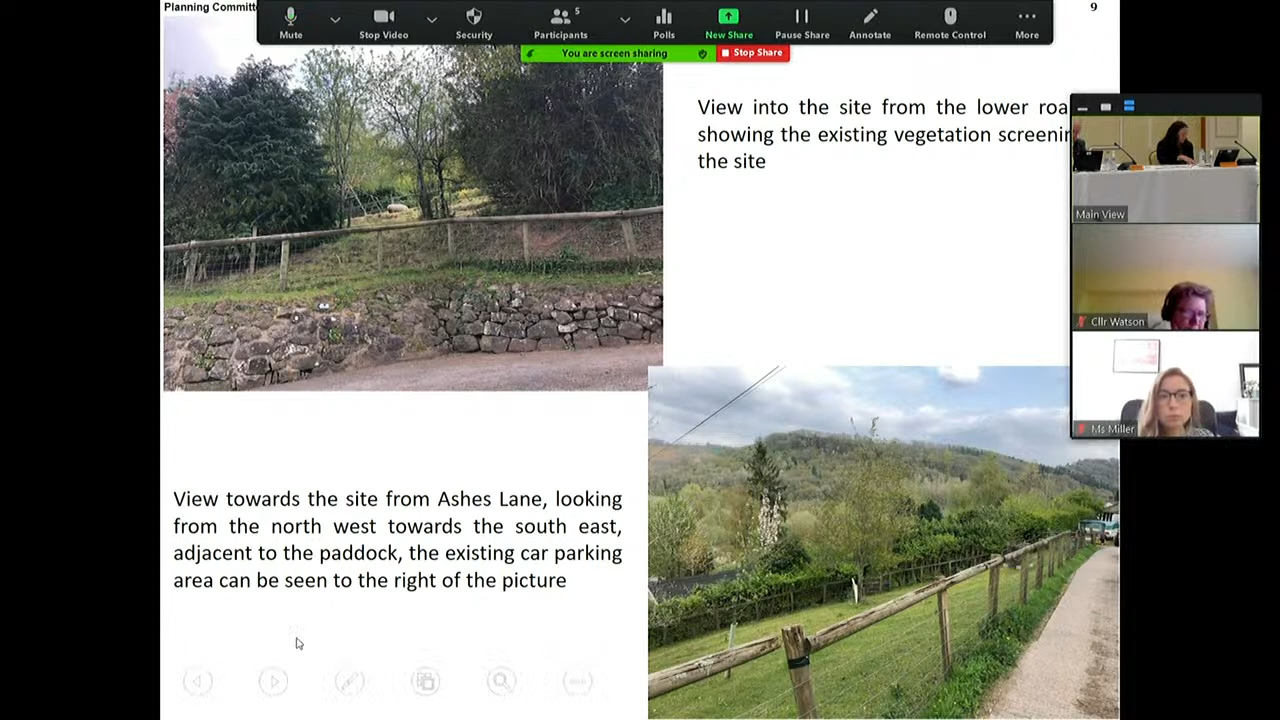 Planning Committe
9
5
Mute
Stop Video
Security
Participants
Polls
New Share
Pause Share
Annotate
Remote Control
More
You are screen sharing
Stop Share
View into the site from the lower roa
showing the existing vegetation screenin
the site
Main View
Cllr Watson
Ms Miller
View towards the site from Ashes Lane, looking
from the north west towards the south east,
adjacent to the paddock, the existing car parking
area can be seen to the right of the picture